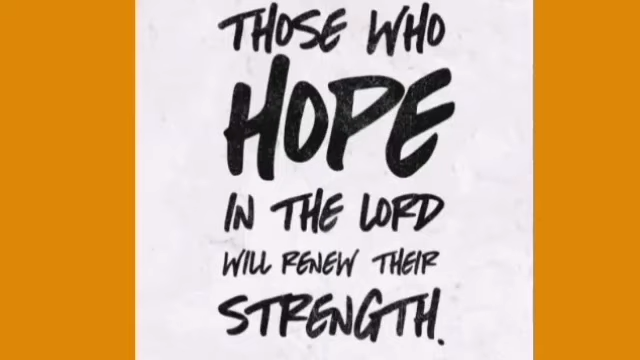 THOSE WHO
HOPE
IN THE LORD
WILL RENEW THEIR
STRENGTH.